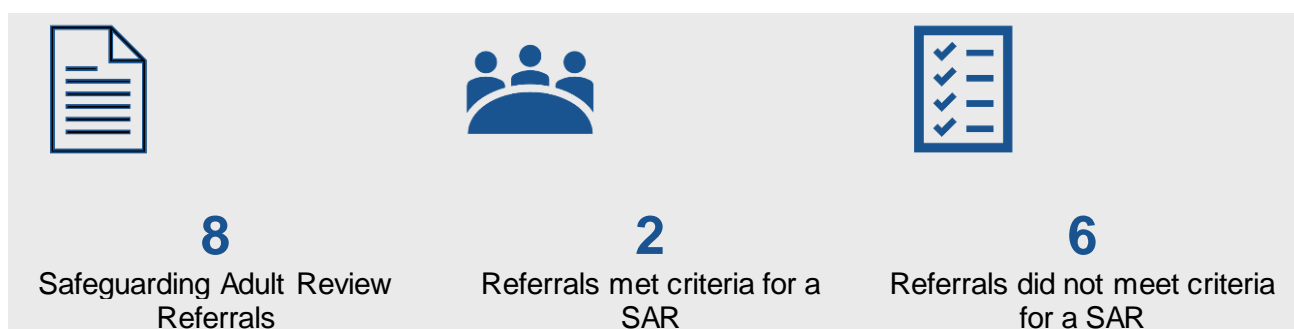 8
Safeguarding Adult Review
Referrals
2
Referrals met criteria for a
SAR
6
Referrals did not meet criteria
for a SAR